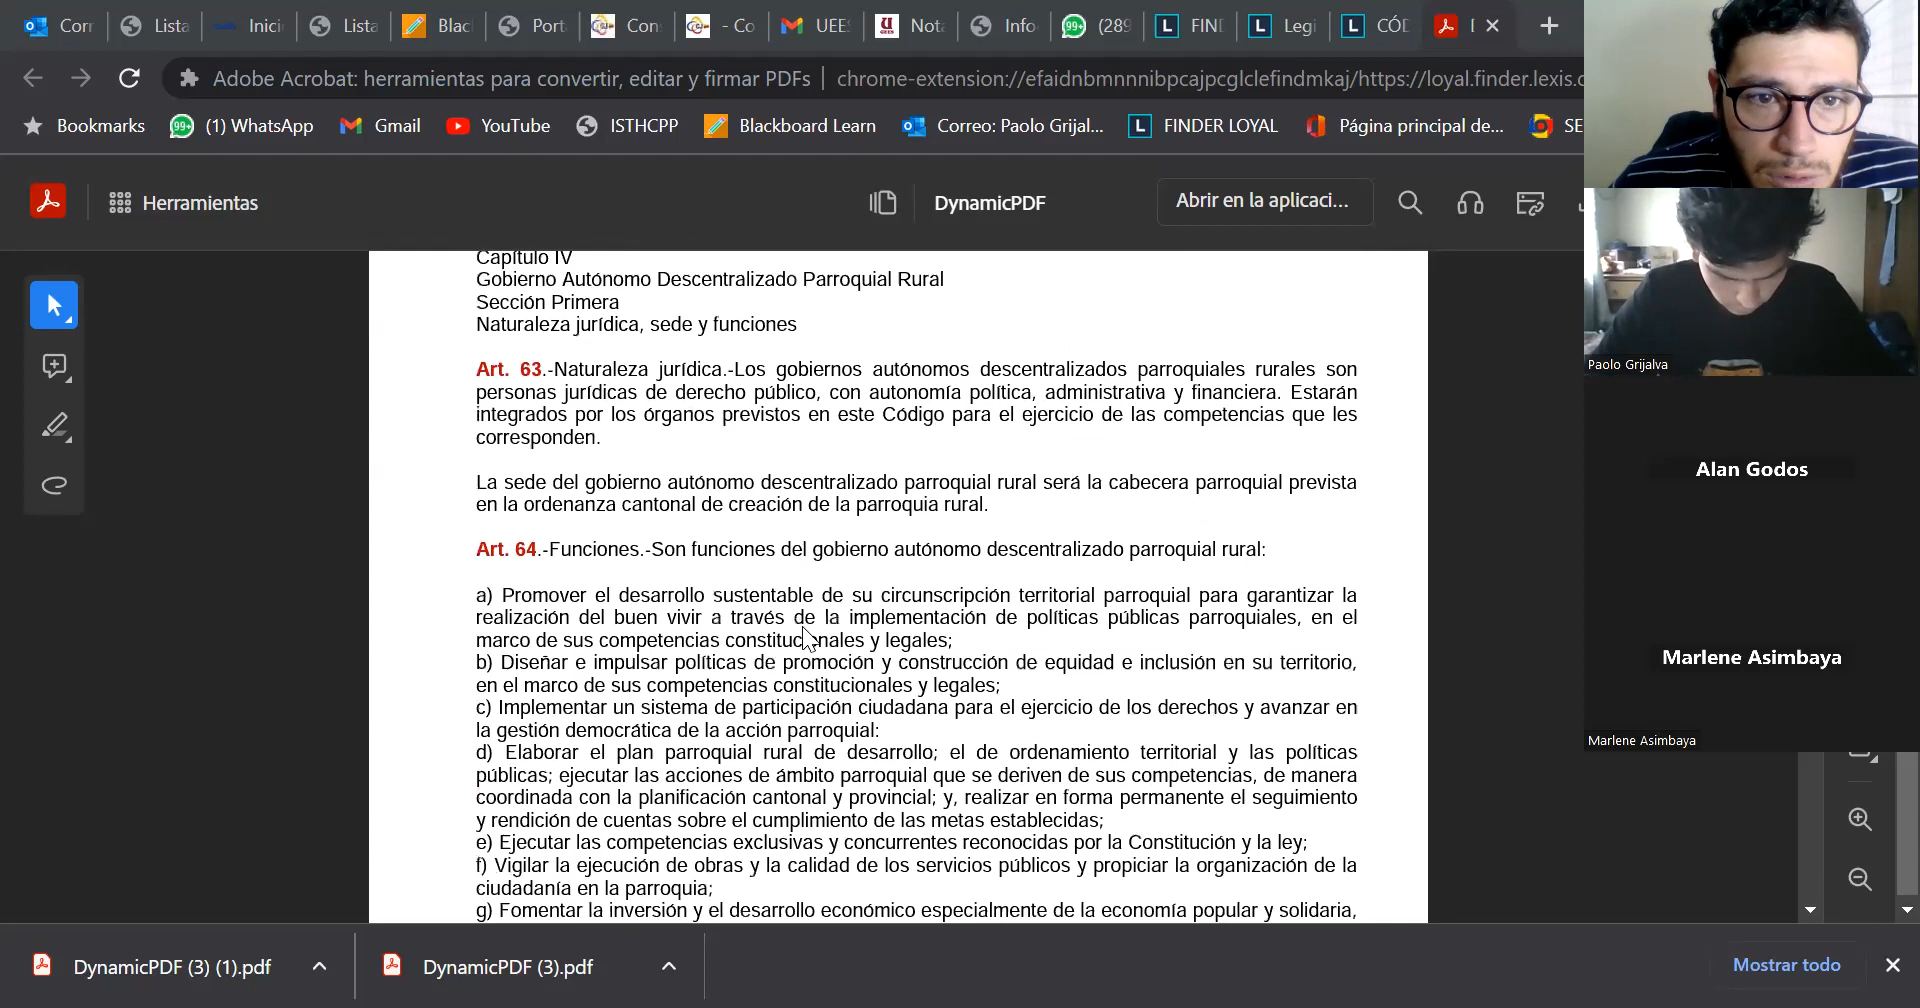 Corr
Lista
Inici
Lista
Blac
Port
Con
- Co
UEES
Nota
Info
(289
FIND
Legi
CÓD
Adobe Acrobat: herramientas para convertir, editar y firmar PDFs
chrome-extension://efaidnbmnnnibpcajpcglclefindmkaj/https://loyal.finder.lexis.c
Bookmarks
(1) WhatsApp
Gmail
YouTube
ISTHCPP
Blackboard Learn
Correo: Paolo Grijal...
FINDER LOYAL
Página principal de...
SE
Herramientas
DynamicPDF
Abrir en la aplicaci...
Capítulo IV
Gobierno Autónomo Descentralizado Parroquial Rural
Sección Primera
Naturaleza jurídica, sede y funciones
Art. 63.-Naturaleza jurídica.-Los gobiernos autónomos descentralizados parroquiales rurales son
personas jurídicas de derecho público, con autonomía política, administrativa y financiera. Estarán
integrados por los órganos previstos en este Código para el ejercicio de las competencias que les
corresponden.
La sede del gobierno autónomo descentralizado parroquial rural será la cabecera parroquial prevista
en la ordenanza cantonal de creación de la parroquia rural.
Art. 64.-Funciones.-Son funciones del gobierno autónomo descentralizado parroquial rural:
a) Promover el desarrollo sustentable de su circunscripción territorial parroquial para garantizar la
realización del buen vivir a través de la implementación de políticas públicas parroquiales, en el
marco de sus competencias constitucionales y legales;
b) Diseñar e impulsar políticas de promoción y construcción de equidad e inclusión en su territorio,
en el marco de sus competencias constitucionales y legales;
c) Implementar un sistema de participación ciudadana para el ejercicio de los derechos y avanzar en
la gestión democrática de la acción parroquial:
d) Elaborar el plan parroquial rural de desarrollo; el de ordenamiento territorial y las políticas
públicas; ejecutar las acciones de ámbito parroquial que se deriven de sus competencias, de manera
coordinada con la planificación cantonal y provincial; y, realizar en forma permanente el seguimiento
y rendición de cuentas sobre el cumplimiento de las metas establecidas;
e) Ejecutar las competencias exclusivas y concurrentes reconocidas por la Constitución y la ley;
f) Vigilar la ejecución de obras y la calidad de los servicios públicos y propiciar la organización de la
ciudadanía en la parroquia;
g) Fomentar la inversión y el desarrollo económico especialmente de la economía popular y solidaria,
Paolo Grijalva
Alan Godos
Marlene Asimbaya
Marlene Asimbaya
DynamicPDF (3) (1).pdf
DynamicPDF (3).pdf
Mostrar todo